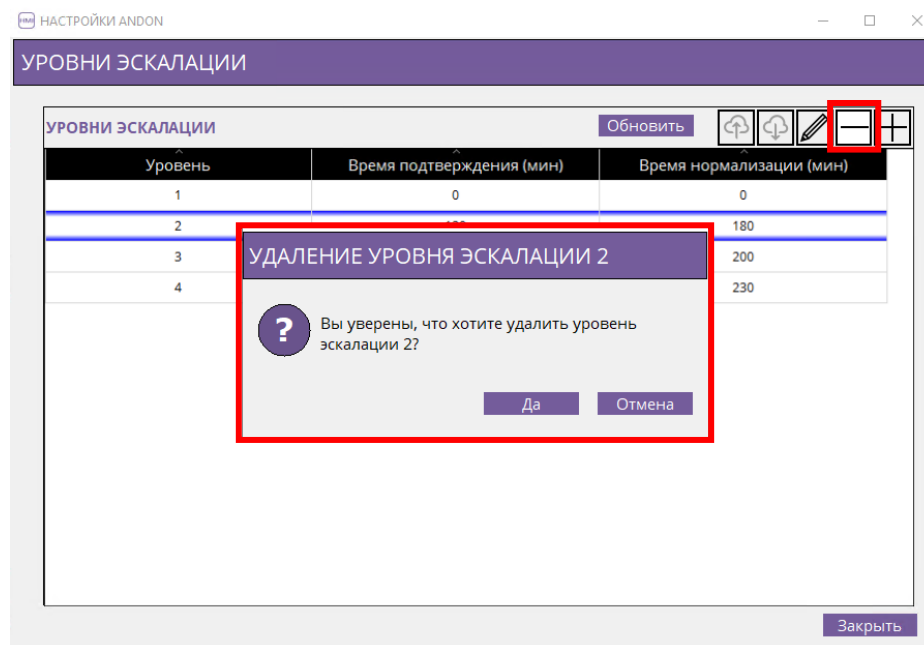 НАСТРОЙКИ ANDON
УРОВНИ ЭСКАЛАЦИИ
УРОВНИ ЭСКАЛАЦИИ Обновить
Уровень Время подтверждения (мин) Время нормализации (мин)
1 0 0
2 180
3 200
4 230
УДАЛЕНИЕ УРОВНЯ ЭСКАЛАЦИИ 2
?
Вы уверены, что хотите удалить уровень
эскалации 2?
Да Отмена
Закрыть